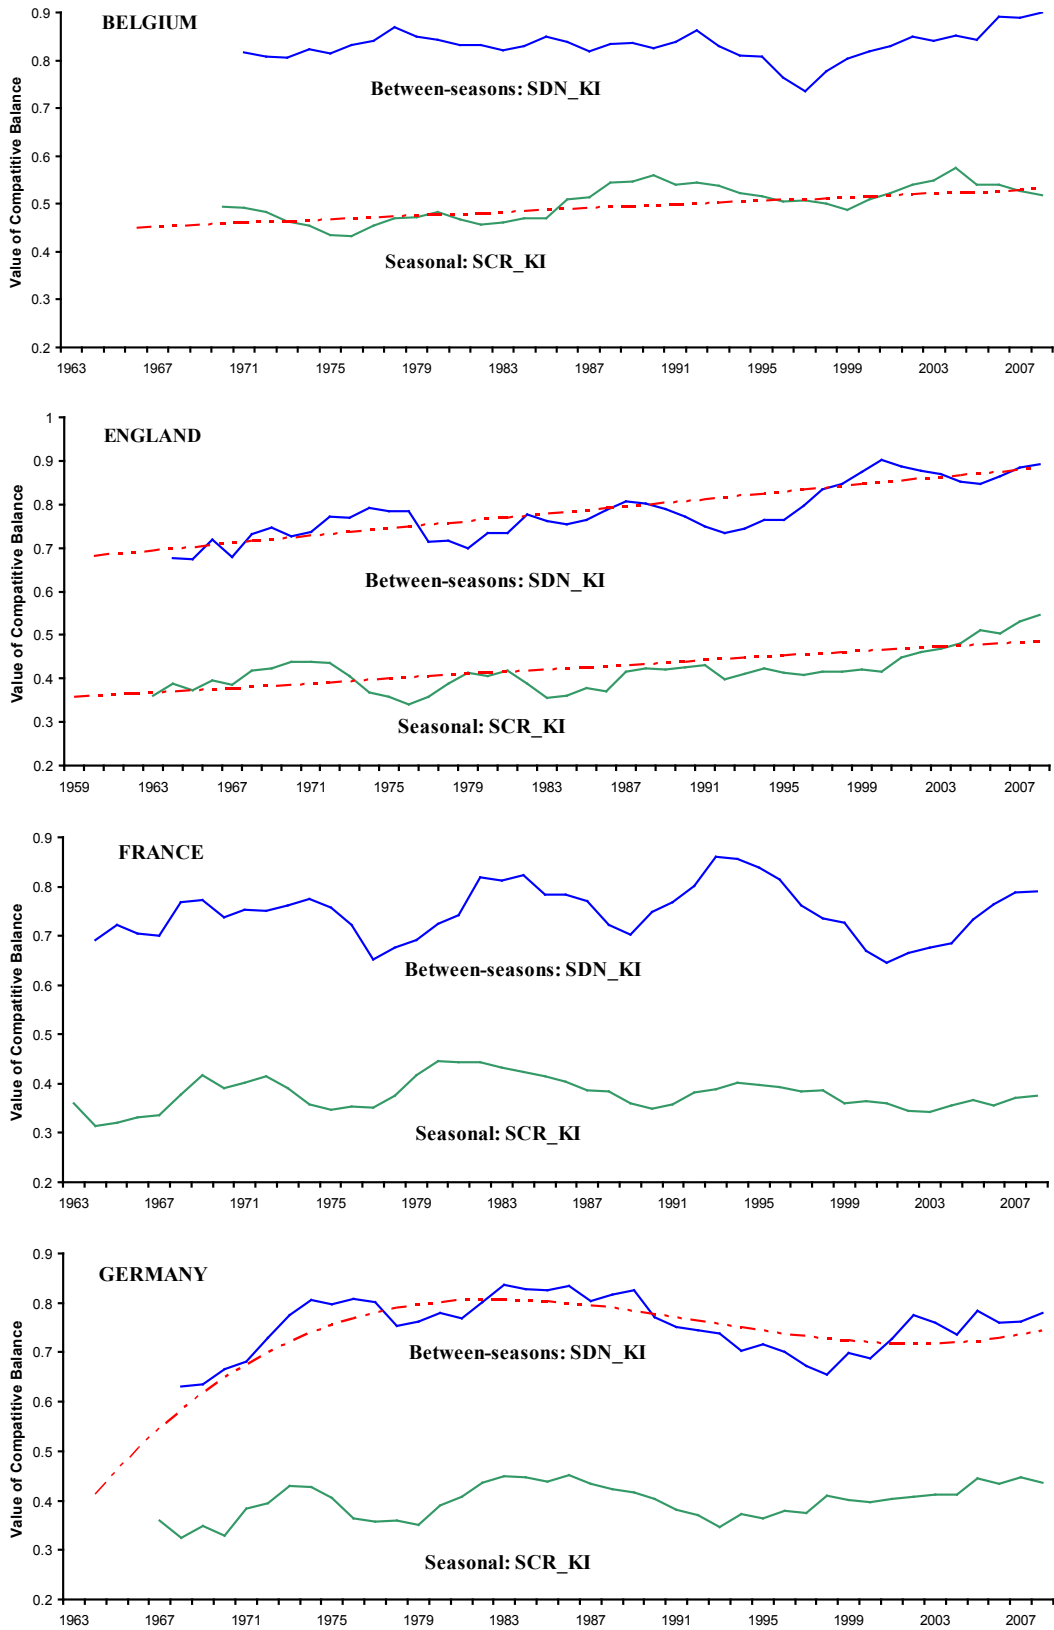 BELGIUM
Value of Compatitive Balance
0.9
0.8
0.7
0.6
0.5
0.4
0.3
0.2
Between-seasons: SDN_KI
Seasonal: SCR_KI
1963 1967 1971 1975 1979 1983 1987 1991 1995 1999 2003 2007
ENGLAND
Value of Compatitive Balance
1
0.9
0.8
0.7
0.6
0.5
0.4
0.3
0.2
Between-seasons: SDN_KI
Seasonal: SCR_KI
1959 1963 1967 1971 1975 1979 1983 1987 1991 1995 1999 2003 2007
FRANCE
Value of Compatitive Balance
0.9
0.8
0.7
0.6
0.5
0.4
0.3
0.2
Between-seasons: SDN_KI
Seasonal: SCR_KI
1963 1967 1971 1975 1979 1983 1987 1991 1995 1999 2003 2007
GERMANY
Value of Compatitive Balance
0.9
0.8
0.7
0.6
0.5
0.4
0.3
0.2
Between-seasons: SDN_KI
Seasonal: SCR_KI
1963 1967 1971 1975 1979 1983 1987 1991 1995 1999 2003 2007